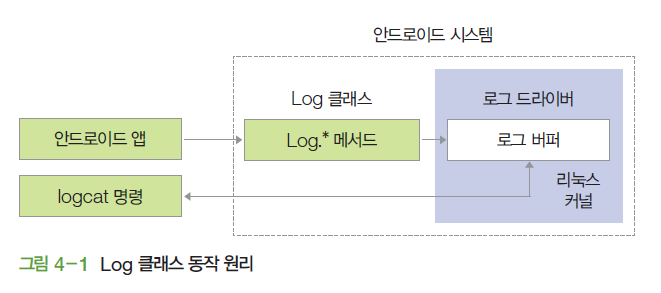 안드로이드 시스템
Log 클래스
로그 드라이버
안드로이드 앱
Log.* 메서드
로그 버퍼
logcat 명령
리눅스
커널
그림 4-1 Log 클래스 동작 원리